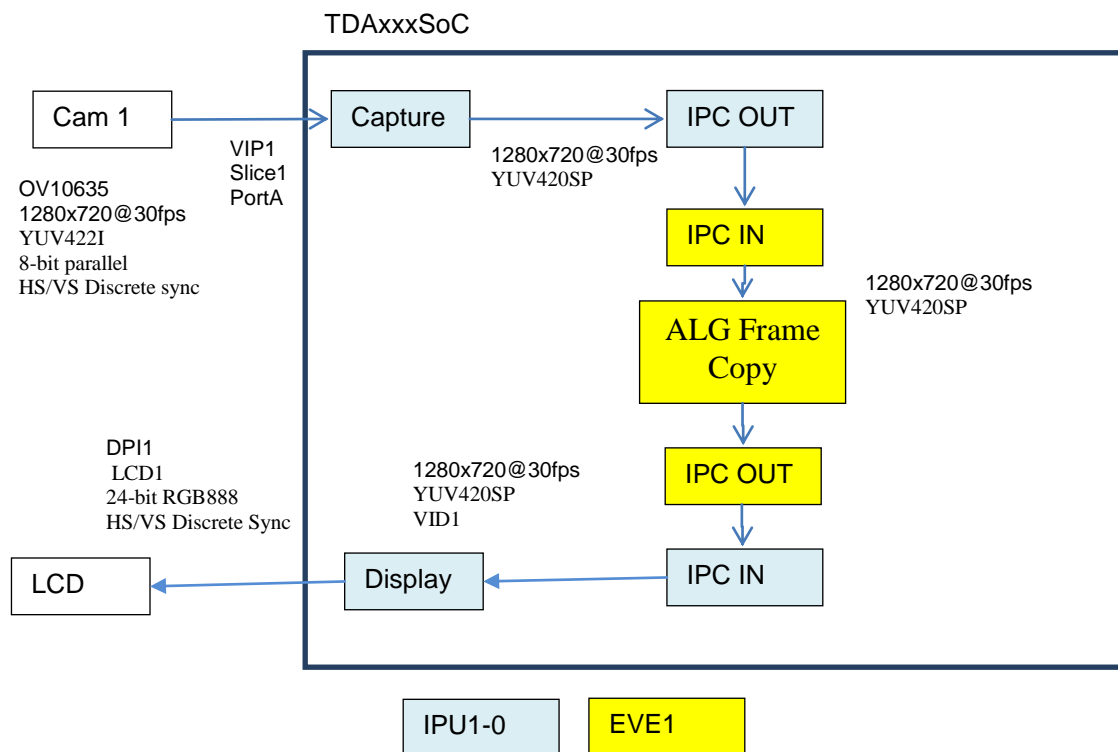 TDAxxxSoC
Cam 1
Capture
IPC OUT
VIP1
Slice1
PortA
1280x720@30fps
YUV420SP
OV10635
1280x720@30fps
YUV422I
8-bit parallel
HS/VS Discrete sync
IPC IN
1280x720@30fps
YUV420SP
ALG Frame
Copy
IPC OUT
DPI1
LCD1
24-bit RGB888
HS/VS Discrete Sync
1280x720@30fps
YUV420SP
VID1
LCD
Display
IPC IN
IPU1-0
EVE1